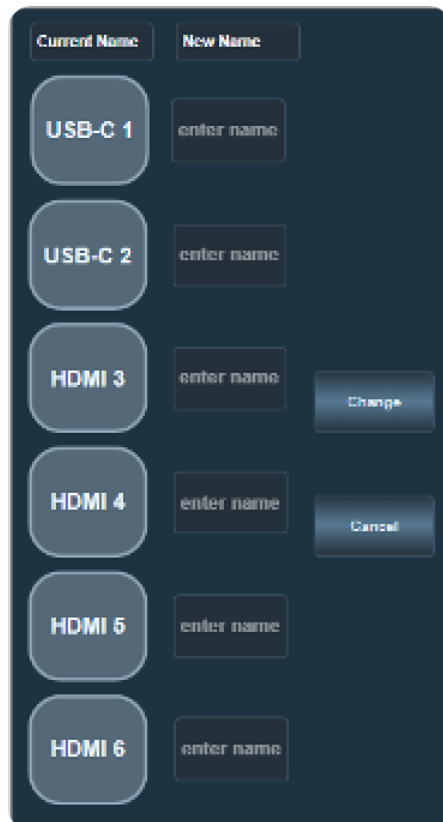 Current Name New Name
USB-C 1 enter name
USB-C 2 enter name
HDMI 3 enter name
Change
HDMI 4 enter name
Cancel
HDMI 5 enter name
HDMI 6 enter name